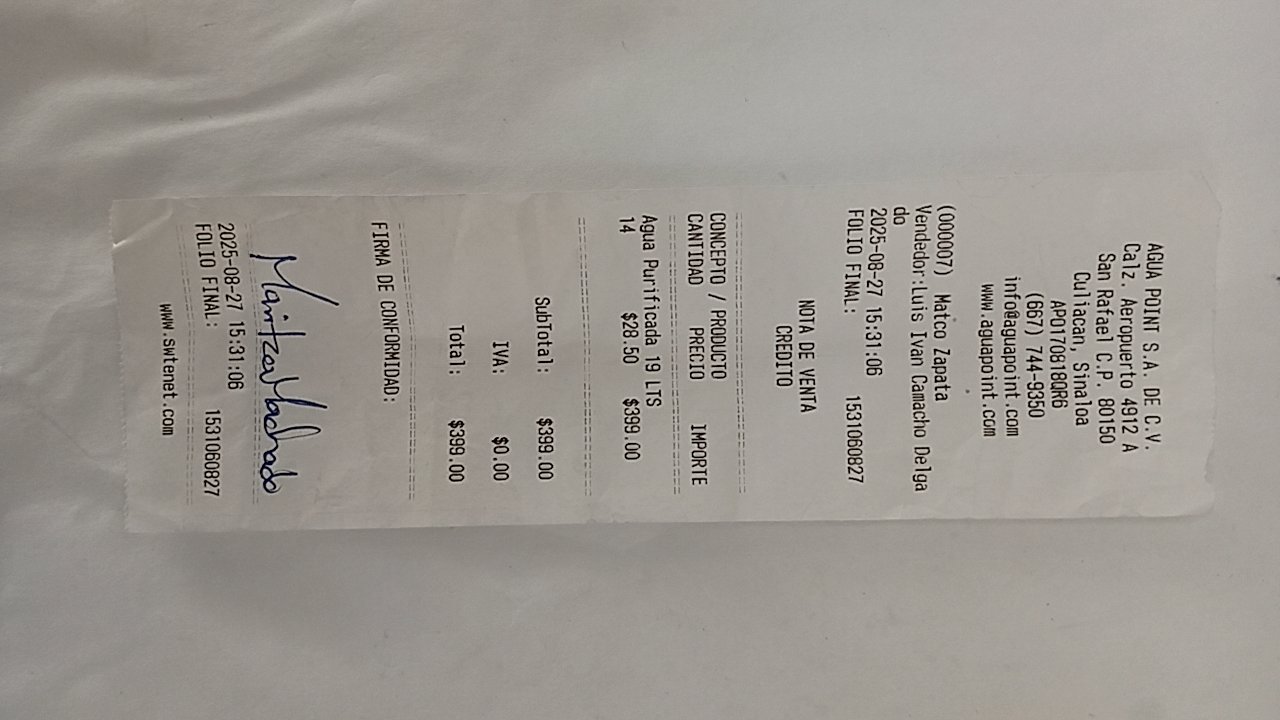 AGUA POINT S.A. DE C.V.
Calz. Aeropuerto 4912 A
San Rafael C.P. 80150
Culiacan, Sinaloa
APO170818QR6
(667) 744-9350
info@aguapoint.com
www.aguapoint.com
(000007) Matco Zapata
Vendedor:Luis Ivan Camacho Delga
do
2025-08-27 15:31:06
FOLIO FINAL: 1531060827
NOTA DE VENTA
CREDITO
CONCEPTO / PRODUCTO
CANTIDAD PRECIO IMPORTE
Agua Purificada 19 LTS
14 $28.50 $399.00
SubTotal: $399.00
IVA: $0.00
Total: $399.00
FIRMA DE CONFORMIDAD:
Maritza Machado
2025-08-27 15:31:06
FOLIO FINAL: 1531060827
www.swtenet.com